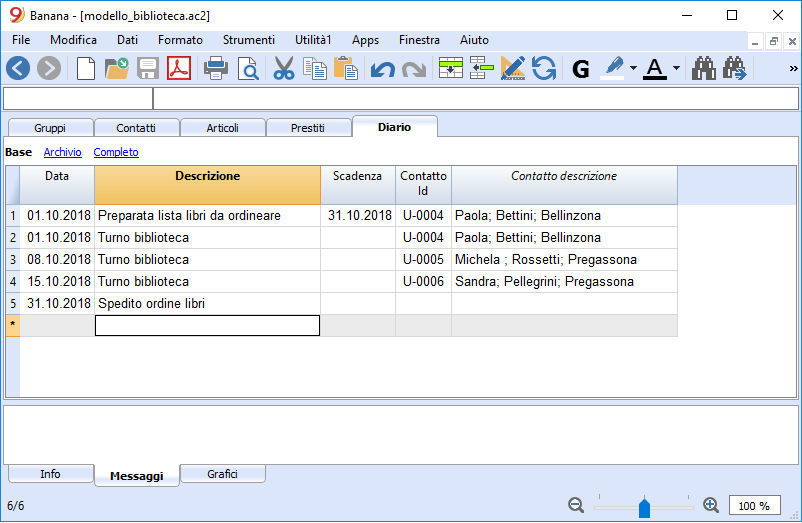 Banana - [modello_biblioteca.ac2]
File Modifica Dati Formato Strumenti Utilità1 Apps Finestra Aiuto
G A »
Gruppi Contatti Articoli Prestiti Diario
Base Archivio Completo
Data Descrizione Scadenza Contatto Id Contatto descrizione
1 01.10.2018 Preparata lista libri da ordineare 31.10.2018 U-0004 Paola; Bettini; Bellinzona
2 01.10.2018 Turno biblioteca U-0004 Paola; Bettini; Bellinzona
3 08.10.2018 Turno biblioteca U-0005 Michela ; Rossetti; Pregassona
4 15.10.2018 Turno biblioteca U-0006 Sandra; Pellegrini; Pregassona
5 31.10.2018 Spedito ordine libri
*
Info Messaggi Grafici
6/6 100 %